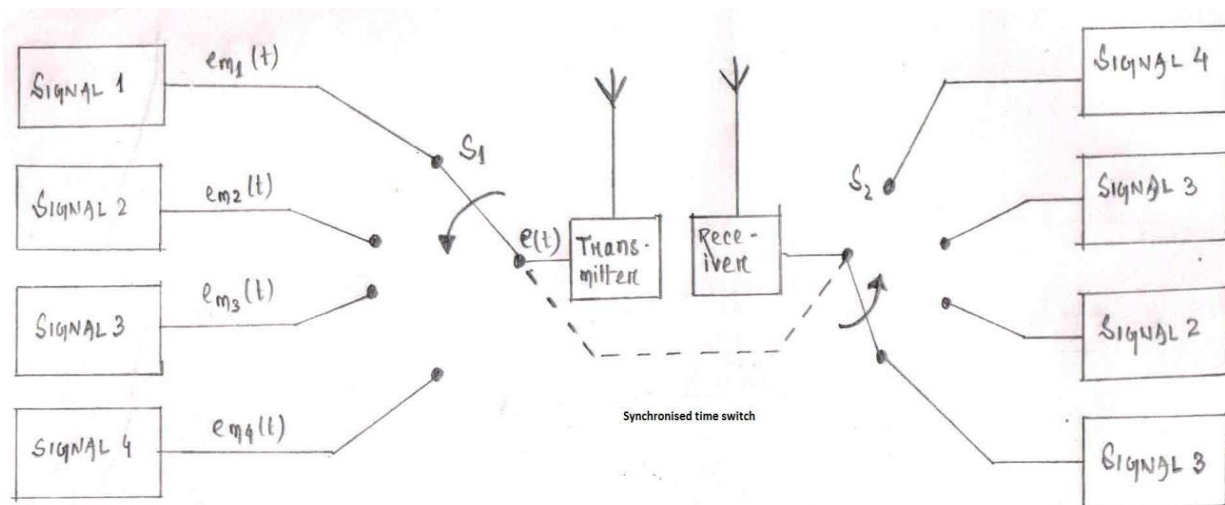 SIGNAL 1
em1(t)
SIGNAL 2
em2(t)
SIGNAL 3
em3(t)
SIGNAL 4
em4(t)
S1
e(t)
Trans-
mitter
Rece-
iver
S2
SIGNAL 4
SIGNAL 3
SIGNAL 2
SIGNAL 3
Synchronised time switch